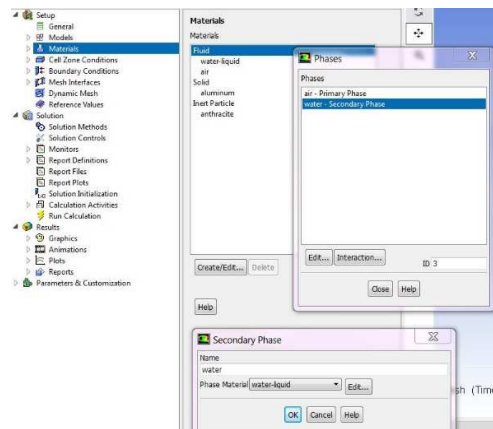 Setup
General
Models
Materials
Cell Zone Conditions
Boundary Conditions
Mesh Interfaces
Dynamic Mesh
Reference Values
Solution
Solution Methods
Solution Controls
Monitors
Report Definitions
Report Files
Report Plots
Solution Initialization
Calculation Activities
Run Calculation
Results
Graphics
Animations
Plots
Reports
Parameters & Customization
Materials
Materials
Fluid
water-liquid
air
Solid
aluminum
Inert Particle
anthracite
Create/Edit... Delete
Help
Phases
Phases
air - Primary Phase
water - Secondary Phase
Edit... Interaction... ID 3
Close Help
Secondary Phase
Name
water
Phase Material water-liquid Edit...
OK Cancel Help
sh (Time